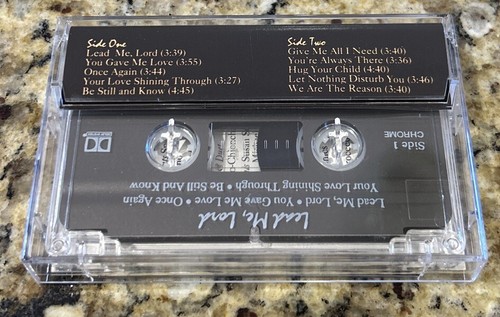 Side One
Lead Me, Lord (3:39)
You Gave Me Love (3:55)
Once Again (3:44)
Your Love Shining Through (3:27)
Be Still and Know (4:45)
Side Two
Give Me All I Need (3:40)
You're Always There (3:36)
Hug Your Child (4:40)
Let Nothing Disturb You (3:46)
We Are The Reason (3:40)
Side 1
CHROME
Lead Me, Lord
Lead Me, Lord • You Gave Me Love • Once Again
Your Love Shining Through • Be Still And Know
Susan S